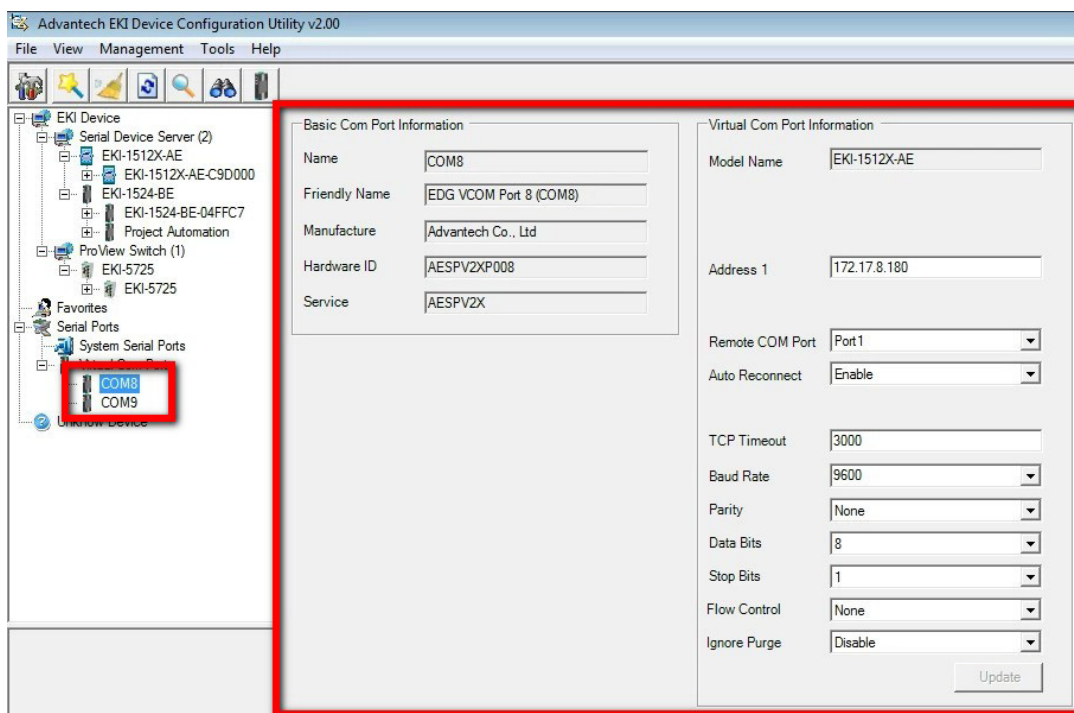 Advantech EKI Device Configuration Utility v2.00
File View Management Tools Help
EKI Device
Serial Device Server (2)
EKI-1512X-AE
EKI-1512X-AE-C9D000
EKI-1524-BE
EKI-1524-BE-04FFC7
Project Automation
ProView Switch (1)
EKI-5725
EKI-5725
Favorites
Serial Ports
System Serial Ports
Virtual Com Port
COM8
COM9
Unknow Device
Basic Com Port Information
Name COM8
Friendly Name EDG VCOM Port 8 (COM8)
Manufacture Advantech Co., Ltd
Hardware ID AESPV2XP008
Service AESPV2X
Virtual Com Port Information
Model Name EKI-1512X-AE
Address 1 172.17.8.180
Remote COM Port Port1
Auto Reconnect Enable
TCP Timeout 3000
Baud Rate 9600
Parity None
Data Bits 8
Stop Bits 1
Flow Control None
Ignore Purge Disable
Update